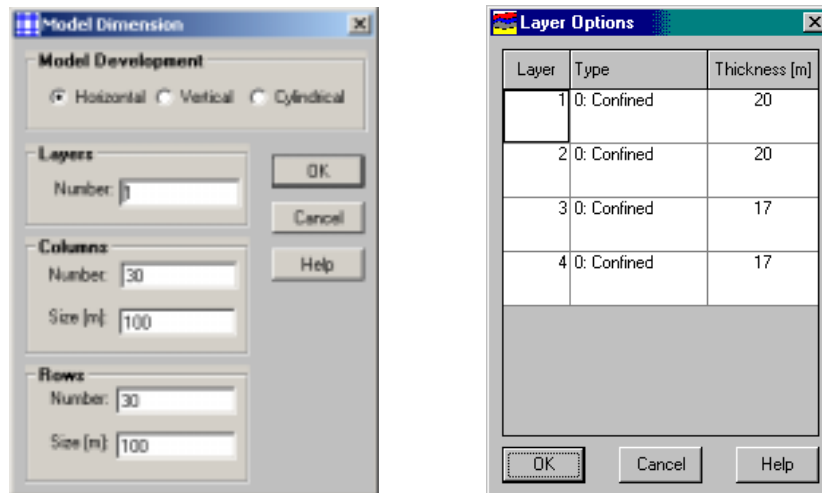 Model Dimension
Model Development
Horizontal Vertical Cylindrical
Layers
Number: 1
OK
Cancel
Help
Columns
Number: 30
Size [m]: 100
Rows
Number: 30
Size [m]: 100
Layer Options
Layer Type Thickness [m]
1 0: Confined 20
2 0: Confined 20
3 0: Confined 17
4 0: Confined 17
OK Cancel Help